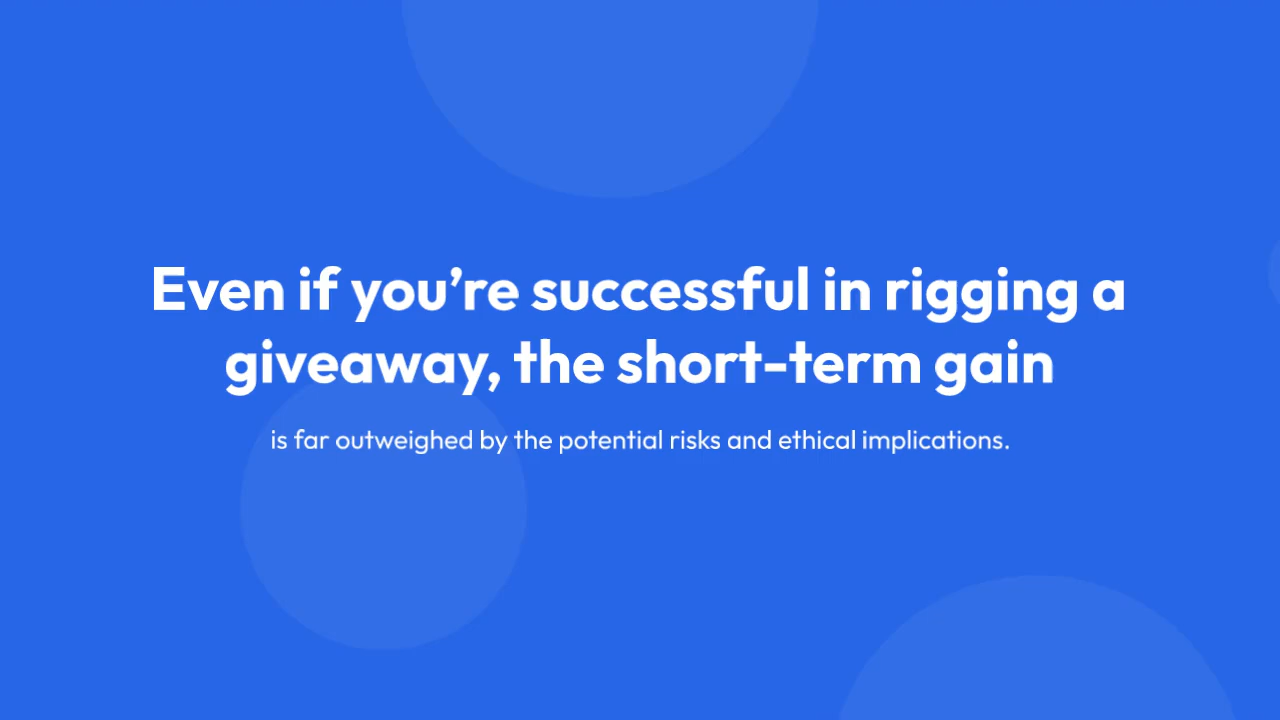 Even if you’re successful in rigging a
giveaway, the short-term gain
is far outweighed by the potential risks and ethical implications.